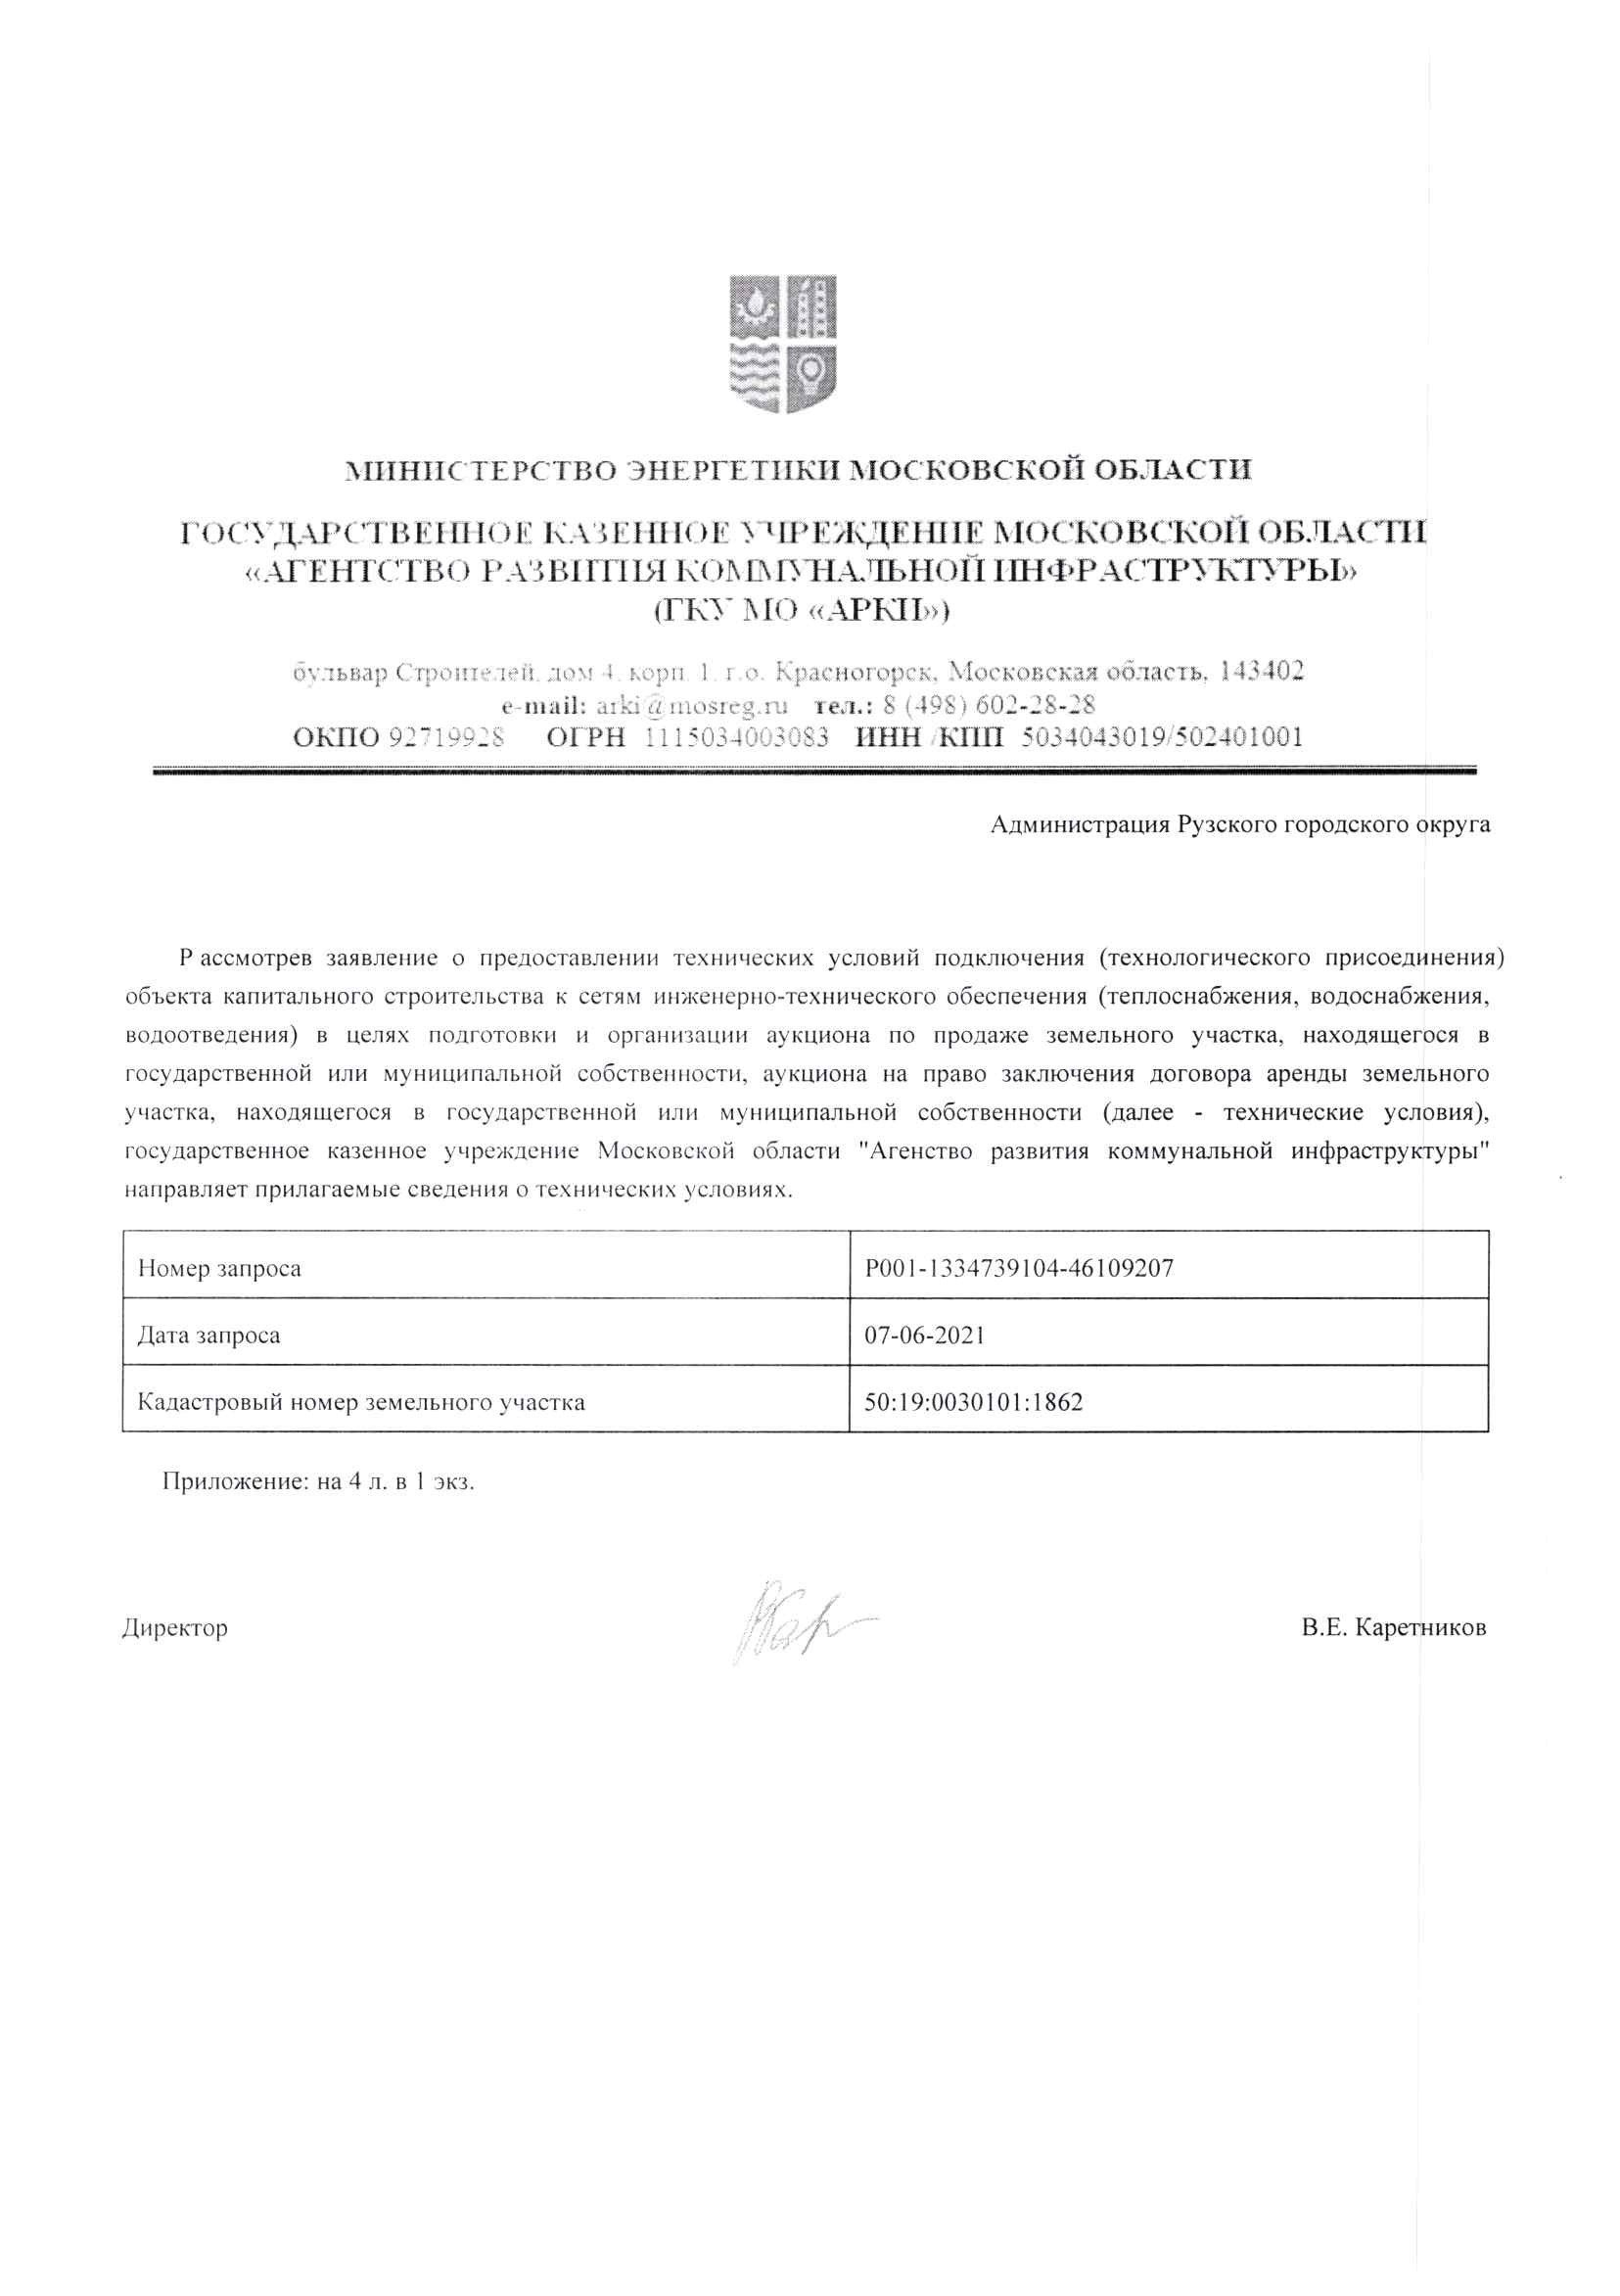 МИНИСТЕРСТВО ЭНЕРГЕТИКИ МОСКОВСКОЙ ОБЛАСТИ
ГОСУДАРСТВЕННОЕ КАЗЕННОЕ УЧРЕЖДЕНИЕ МОСКОВСКОЙ ОБЛАСТИ
«АГЕНТСТВО РАЗВИТИЯ КОММУНАЛЬНОЙ ИНФРАСТРУКТУРЫ»
(ГКУ МО «АРКИ»)
бульвар Строителей, дом 4, корп. 1, г.о. Красногорск, Московская область, 143402
e-mail: arki@mosreg.ru тел.: 8 (498) 602-28-28
ОКПО 92719928 ОГРН 1115034003083 ИНН/КПП 5034043019/502401001
Администрация Рузского городского округа
Р ассмотрев заявление о предоставлении технических условий подключения (технологического присоединения)
объекта капитального строительства к сетям инженерно-технического обеспечения (теплоснабжения, водоснабжения,
водоотведения) в целях подготовки и организации аукциона по продаже земельного участка, находящегося в
государственной или муниципальной собственности, аукциона на право заключения договора аренды земельного
участка, находящегося в государственной или муниципальной собственности (далее - технические условия),
государственное казенное учреждение Московской области "Агенство развития коммунальной инфраструктуры"
направляет прилагаемые сведения о технических условиях.
Номер запроса P001-1334739104-46109207
Дата запроса 07-06-2021
Кадастровый номер земельного участка 50:19:0030101:1862
Приложение: на 4 л. в 1 экз.
Директор В.Е. Каретников